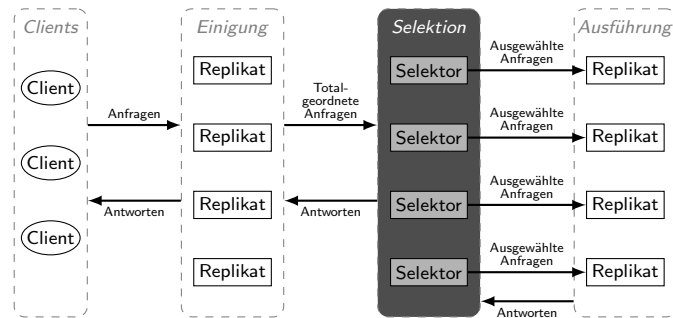 Clients
Einigung
Selektion
Ausführung
Client
Client
Client
Anfragen
Antworten
Replikat
Replikat
Replikat
Replikat
Total-
geordnete
Anfragen
Antworten
Selektor
Selektor
Selektor
Selektor
Ausgewählte
Anfragen
Ausgewählte
Anfragen
Ausgewählte
Anfragen
Ausgewählte
Anfragen
Antworten
Replikat
Replikat
Replikat
Replikat